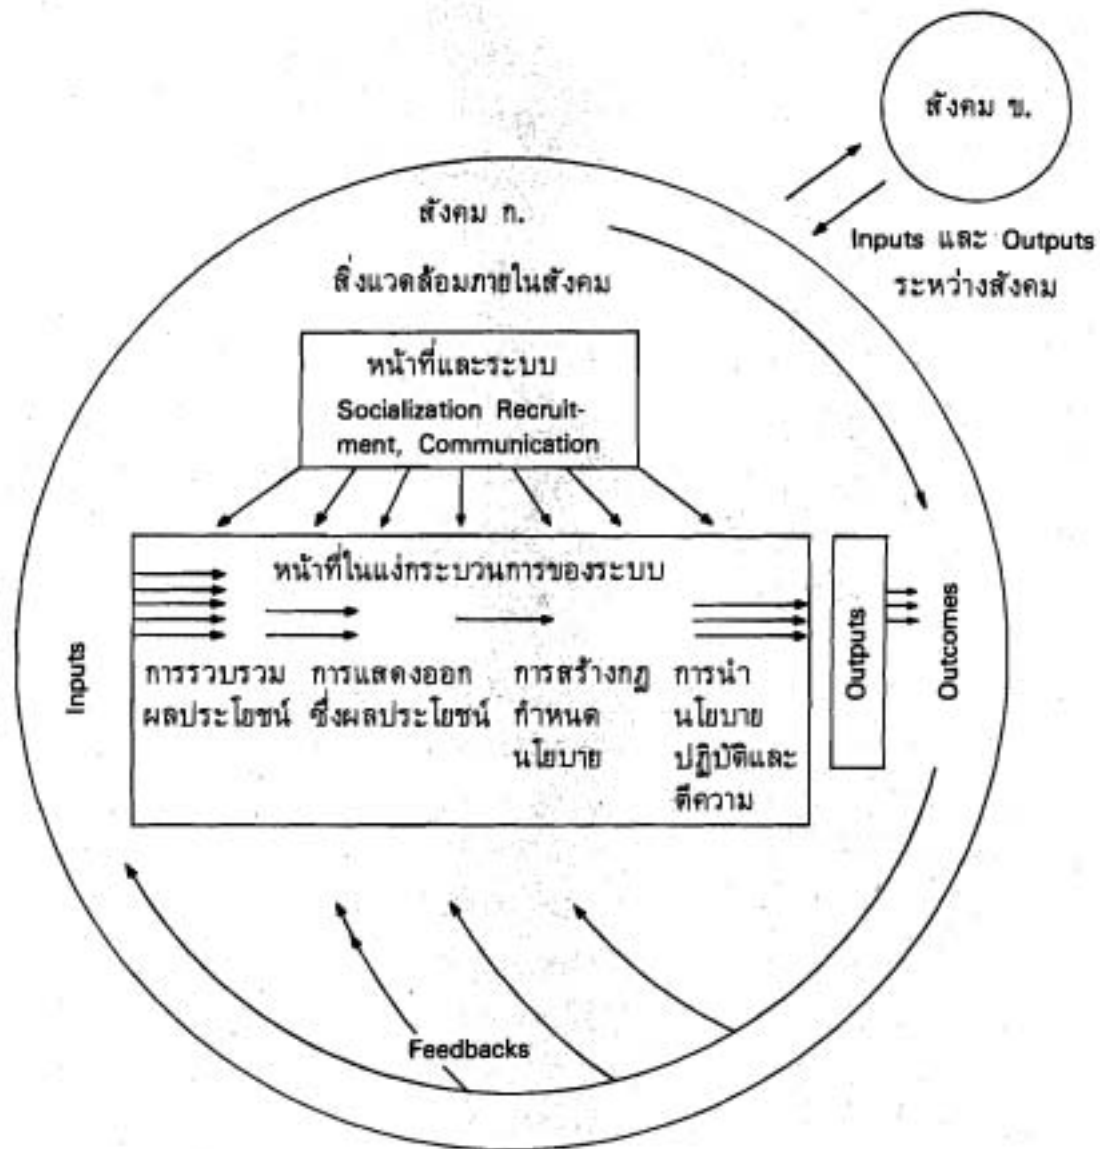 สังคม ข.
สังคม ก.
Inputs และ Outputs
ระหว่างสังคม
สิ่งแวดล้อมภายในสังคม
หน้าที่และระบบ
Socialization Recruit-
ment, Communication
หน้าที่ในแง่กระบวนการของระบบ
Inputs
การรวบรวม
ผลประโยชน์
การแสดงออก
ซึ่งผลประโยชน์
การสร้างกฎ
กำหนด
นโยบาย
การนำ
นโยบาย
ปฏิบัติและ
ตีความ
Outputs
Outcomes
Feedbacks